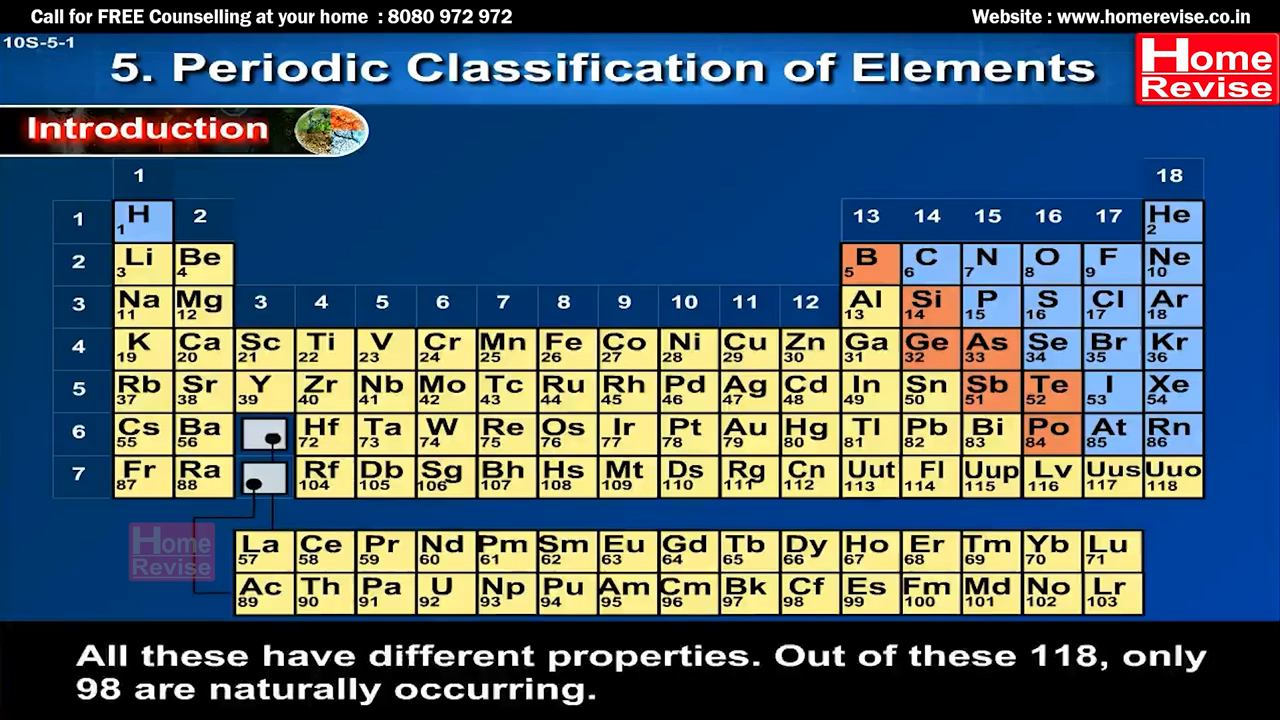 Call for FREE Counselling at your home : 8080 972 972
Website : www.homerevise.co.in
10S-5-1
5. Periodic Classification of Elements
Home
Revise
Introduction
1 18
1 H 2 13 14 15 16 17 He
1 2
2 Li Be B C N O F Ne
3 4 5 6 7 8 9 10
3 Na Mg 3 4 5 6 7 8 9 10 11 12 Al Si P S Cl Ar
11 12 13 14 15 16 17 18
4 K Ca Sc Ti V Cr Mn Fe Co Ni Cu Zn Ga Ge As Se Br Kr
19 20 21 22 23 24 25 26 27 28 29 30 31 32 33 34 35 36
5 Rb Sr Y Zr Nb Mo Tc Ru Rh Pd Ag Cd In Sn Sb Te I Xe
37 38 39 40 41 42 43 44 45 46 47 48 49 50 51 52 53 54
6 Cs Ba Hf Ta W Re Os Ir Pt Au Hg Tl Pb Bi Po At Rn
55 56 72 73 74 75 76 77 78 79 80 81 82 83 84 85 86
7 Fr Ra Rf Db Sg Bh Hs Mt Ds Rg Cn Uut Fl Uup Lv Uus Uuo
87 88 104 105 106 107 108 109 110 111 112 113 114 115 116 117 118
Home
Revise
La Ce Pr Nd Pm Sm Eu Gd Tb Dy Ho Er Tm Yb Lu
57 58 59 60 61 62 63 64 65 66 67 68 69 70 71
Ac Th Pa U Np Pu Am Cm Bk Cf Es Fm Md No Lr
89 90 91 92 93 94 95 96 97 98 99 100 101 102 103
All these have different properties. Out of these 118, only
98 are naturally occurring.